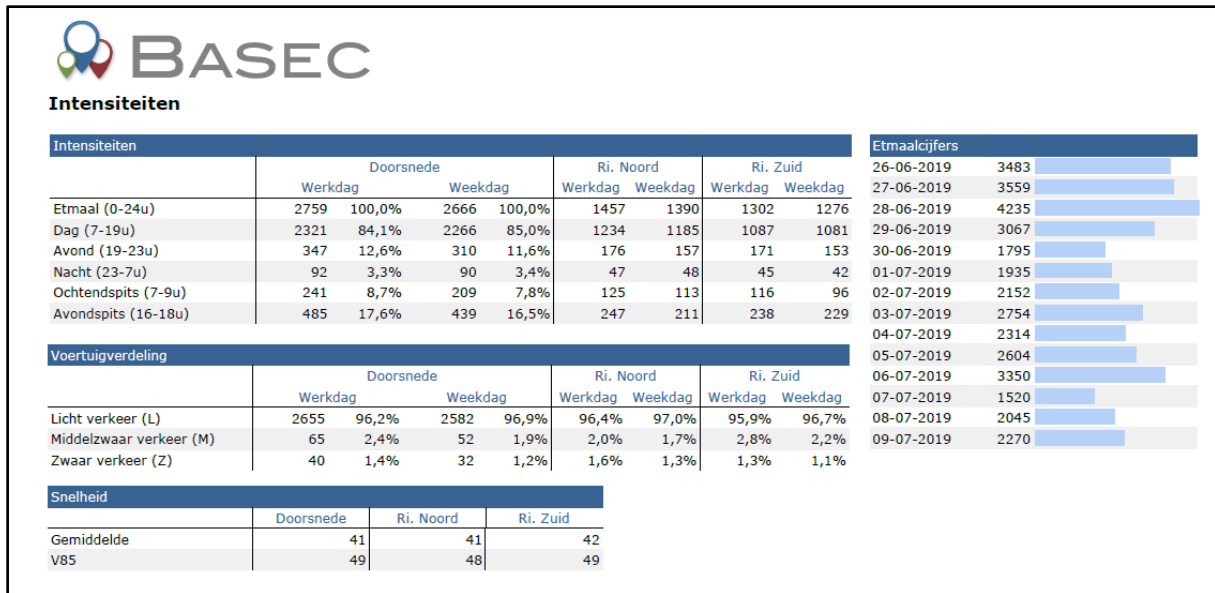 BASEC
Intensiteiten
Intensiteiten
Doorsnede Ri. Noord Ri. Zuid
Werkdag Weekdag Werkdag Weekdag Werkdag Weekdag
Etmaal (0-24u) 2759 100,0% 2666 100,0% 1457 1390 1302 1276
Dag (7-19u) 2321 84,1% 2266 85,0% 1234 1185 1087 1081
Avond (19-23u) 347 12,6% 310 11,6% 176 157 171 153
Nacht (23-7u) 92 3,3% 90 3,4% 47 48 45 42
Ochtendspits (7-9u) 241 8,7% 209 7,8% 125 113 116 96
Avondspits (16-18u) 485 17,6% 439 16,5% 247 211 238 229
Voertuigverdeling
Doorsnede Ri. Noord Ri. Zuid
Werkdag Weekdag Werkdag Weekdag Werkdag Weekdag
Licht verkeer (L) 2655 96,2% 2582 96,9% 96,4% 97,0% 95,9% 96,7%
Middelzwaar verkeer (M) 65 2,4% 52 1,9% 2,0% 1,7% 2,8% 2,2%
Zwaar verkeer (Z) 40 1,4% 32 1,2% 1,6% 1,3% 1,3% 1,1%
Snelheid
Doorsnede Ri. Noord Ri. Zuid
Gemiddelde 41 41 42
V85 49 48 49
Etmaalcijfers
26-06-2019 3483
27-06-2019 3559
28-06-2019 4235
29-06-2019 3067
30-06-2019 1795
01-07-2019 1935
02-07-2019 2152
03-07-2019 2754
04-07-2019 2314
05-07-2019 2604
06-07-2019 3350
07-07-2019 1520
08-07-2019 2045
09-07-2019 2270